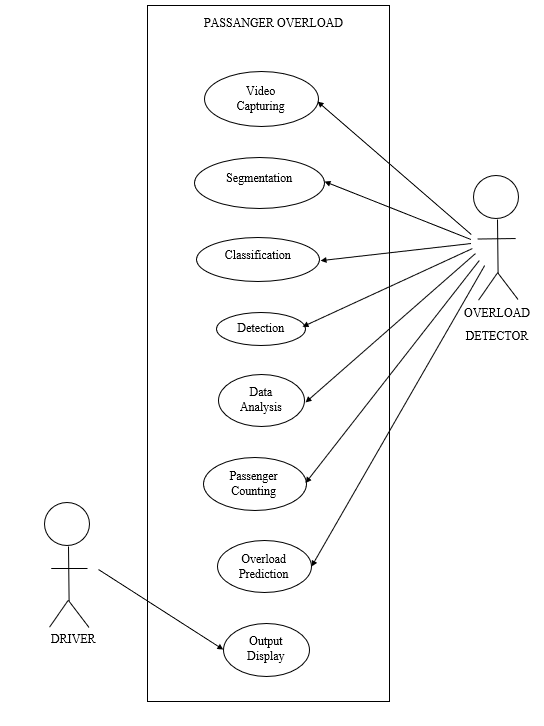 PASSANGER OVERLOAD
Video
Capturing
Segmentation
Classification
Detection
Data
Analysis
Passenger
Counting
Overload
Prediction
Output
Display
OVERLOAD
DETECTOR
DRIVER